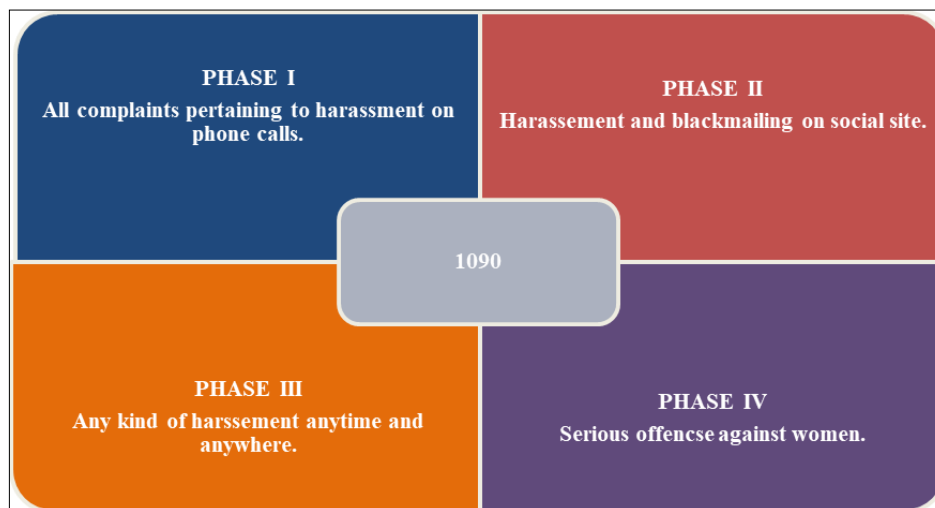 PHASE I
All complaints pertaining to harassment on
phone calls.
PHASE II
Harassement and blackmailing on social site.
1090
PHASE III
Any kind of harssement anytime and
anywhere.
PHASE IV
Serious offencse against women.